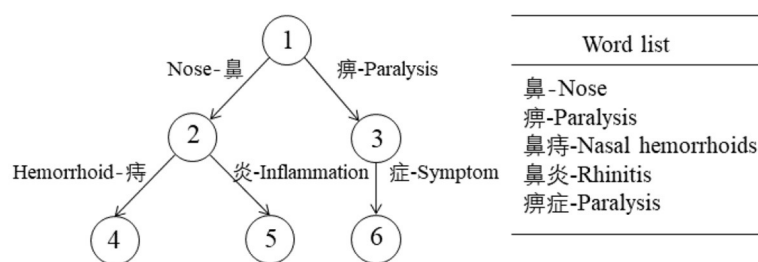 1
Nose-鼻
痹-Paralysis
2
3
Hemorrhoid-痔
炎-Inflammation
症-Symptom
4
5
6
Word list
鼻-Nose
痹-Paralysis
鼻痔-Nasal hemorrhoids
鼻炎-Rhinitis
痹症-Paralysis